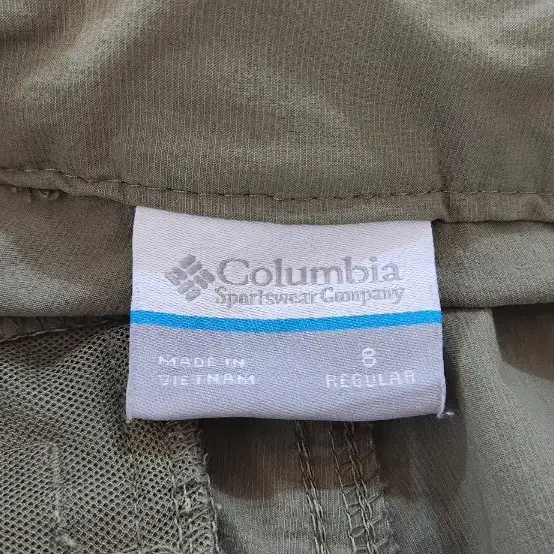 Columbia
Sportswear Company
MADE IN
VIETNAM
8
REGULAR